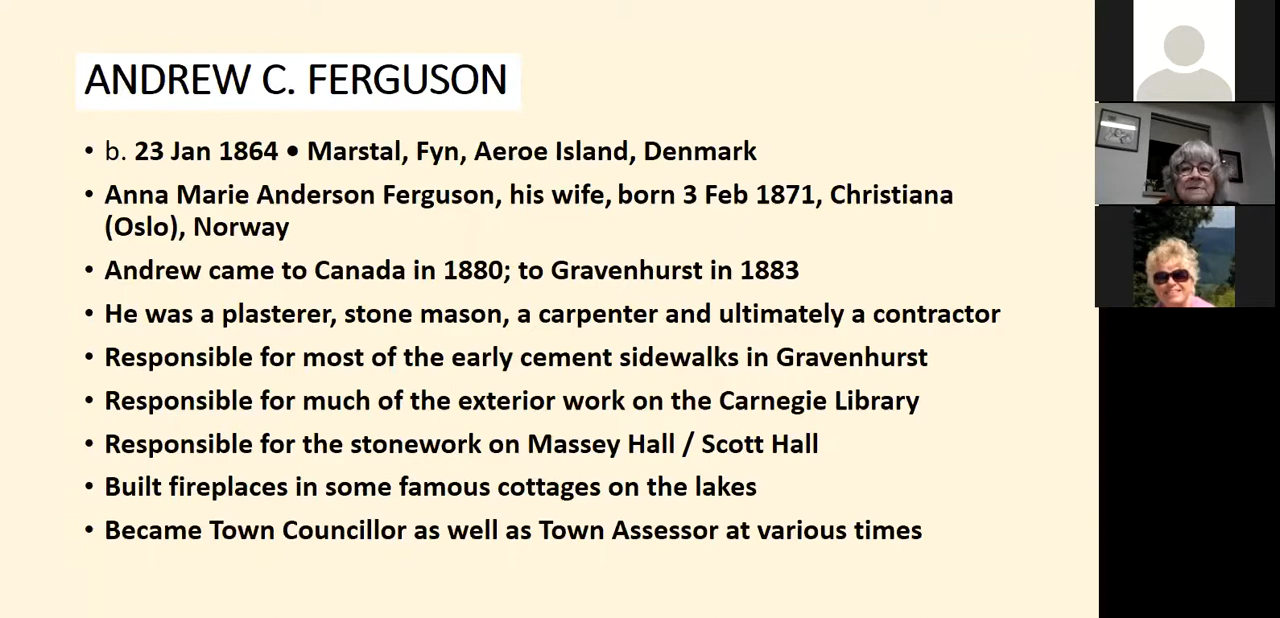 ANDREW C. FERGUSON
• b. 23 Jan 1864 • Marstal, Fyn, Aeroe Island, Denmark
• Anna Marie Anderson Ferguson, his wife, born 3 Feb 1871, Christiana
(Oslo), Norway
• Andrew came to Canada in 1880; to Gravenhurst in 1883
• He was a plasterer, stone mason, a carpenter and ultimately a contractor
• Responsible for most of the early cement sidewalks in Gravenhurst
• Responsible for much of the exterior work on the Carnegie Library
• Responsible for the stonework on Massey Hall / Scott Hall
• Built fireplaces in some famous cottages on the lakes
• Became Town Councillor as well as Town Assessor at various times